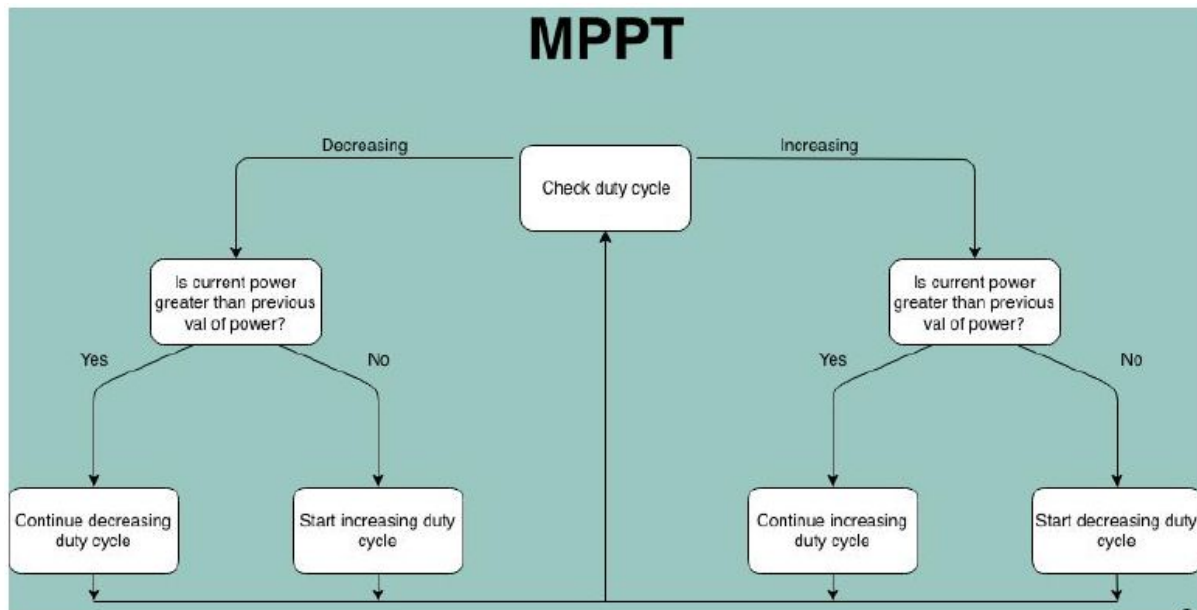 MPPT
Decreasing
Increasing
Check duty cycle
Is current power
greater than previous
val of power?
Is current power
greater than previous
val of power?
Yes
No
Yes
No
Continue decreasing
duty cycle
Start increasing duty
cycle
Continue increasing
duty cycle
Start decreasing duty
cycle